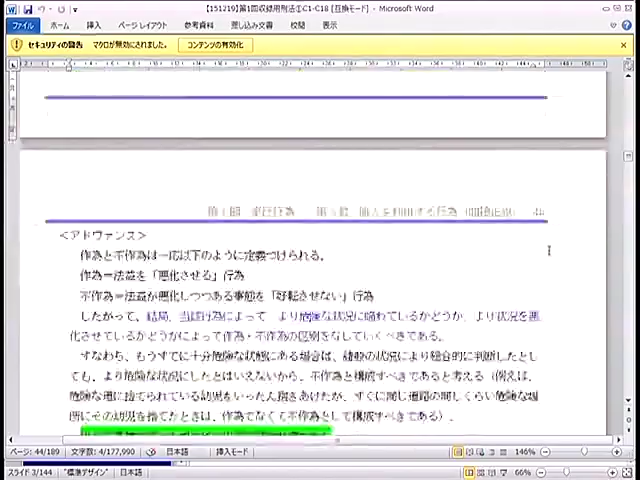 [151219]第1回収録用刑法①C1-C18 [互換モード] - Microsoft Word
ファイル ホーム 挿入 ページ レイアウト 参考資料 差し込み文書 校閲 表示
セキュリティの警告 マクロが無効にされました。 コンテンツの有効化
＜アドヴァンス＞
作為と不作為は一応以下のように定義づけられる。
作為＝法益を「悪化させる」行為
不作為＝法益が悪化しつつある事態を「好転させない」行為
したがって、結局、当該行為によって より危険な状況に陥れているかどうか、より状況を悪
化させているかどうかによって作為・不作為の区別をなしていくべきである。
すなわち、もうすでに十分危険な状態にある場合は、諸般の状況により総合的に判断したとし
ても、より危険な状況にしたとはいえないから、不作為と構成すべきであると考える（例えば、
危険な道に捨てられている幼児をいったん抱きあげたが、すぐに同じ道路の同じくらい危険な場
所にその幼児を捨てたときは、作為でなくて不作為として構成すべきである）。
ページ: 44/189 文字数: 4/177,990 日本語 挿入モード 146%
スライド 3/144 "標準デザイン" 日本語 66%